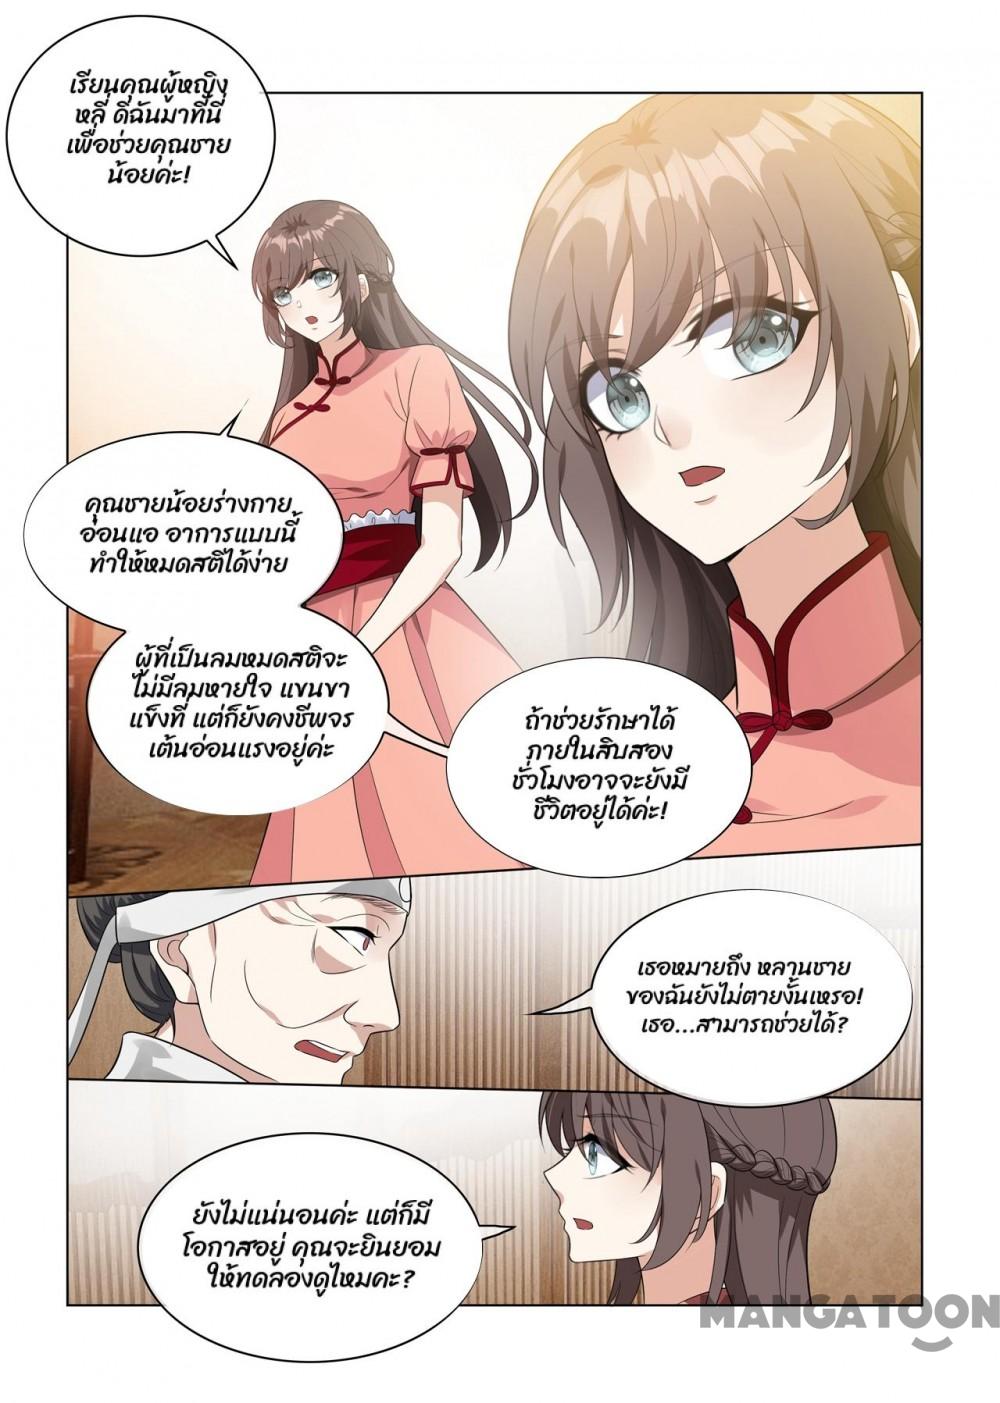 เรียนคุณผู้หญิง
หลี่ ดิฉันมาที่นี่
เพื่อช่วยคุณชาย
น้อยค่ะ!
คุณชายน้อยร่างกาย
อ่อนแอ อาการแบบนี้
ทำให้หมดสติได้ง่าย
ผู้ที่เป็นลมหมดสติจะ
ไม่มีลมหายใจ แขนขา
แข็งที่ แต่ก็ยังคงชีพจร
เต้นอ่อนแรงอยู่ค่ะ
ถ้าช่วยรักษาได้
ภายในสิบสอง
ชั่วโมงอาจจะยังมี
ชีวิตอยู่ได้ค่ะ!
เธอหมายถึง หลานชาย
ของฉันยังไม่ตายงั้นเหรอ!
เธอ...สามารถช่วยได้?
ยังไม่แน่นอนค่ะ แต่ก็มี
โอกาสอยู่ คุณจะยินยอม
ให้ทดลองดูไหมคะ?
MANGATOON